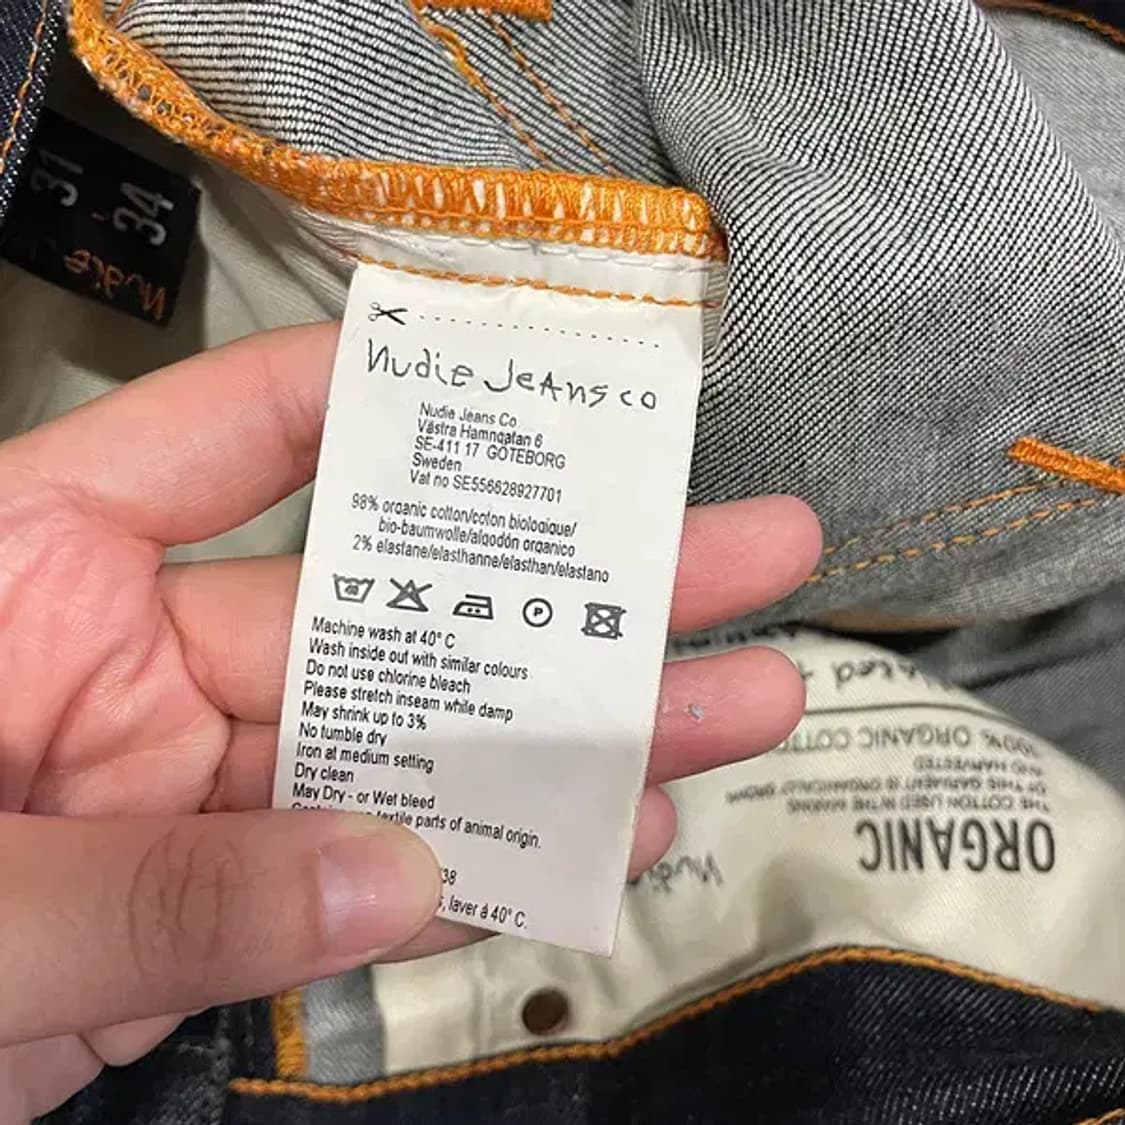 31
34
Nudie
Nudie Jeans co
Nudie Jeans Co
Västra Hamngatan 6
SE-411 17 GÖTEBORG
Sweden
Vat no SE556628927701
98% organic cotton/coton biologique/
bio-baumwolle/algodón orgánico
2% elastane/elasthanne/elasthan/elastano
P
Machine wash at 40° C
Wash inside out with similar colours
Do not use chlorine bleach
Please stretch inseam while damp
May shrink up to 3%
No tumble dry
Iron at medium setting
Dry clean
May Dry - or Wet bleed
textile parts of animal origin.
38
, laver á 40° C.
ORGANIC
THE COTTON USED IN THE MAKING
OF THIS GARMENT IS ORGANICALLY GROWN
AND HARVESTED
100% ORGANIC COTTO